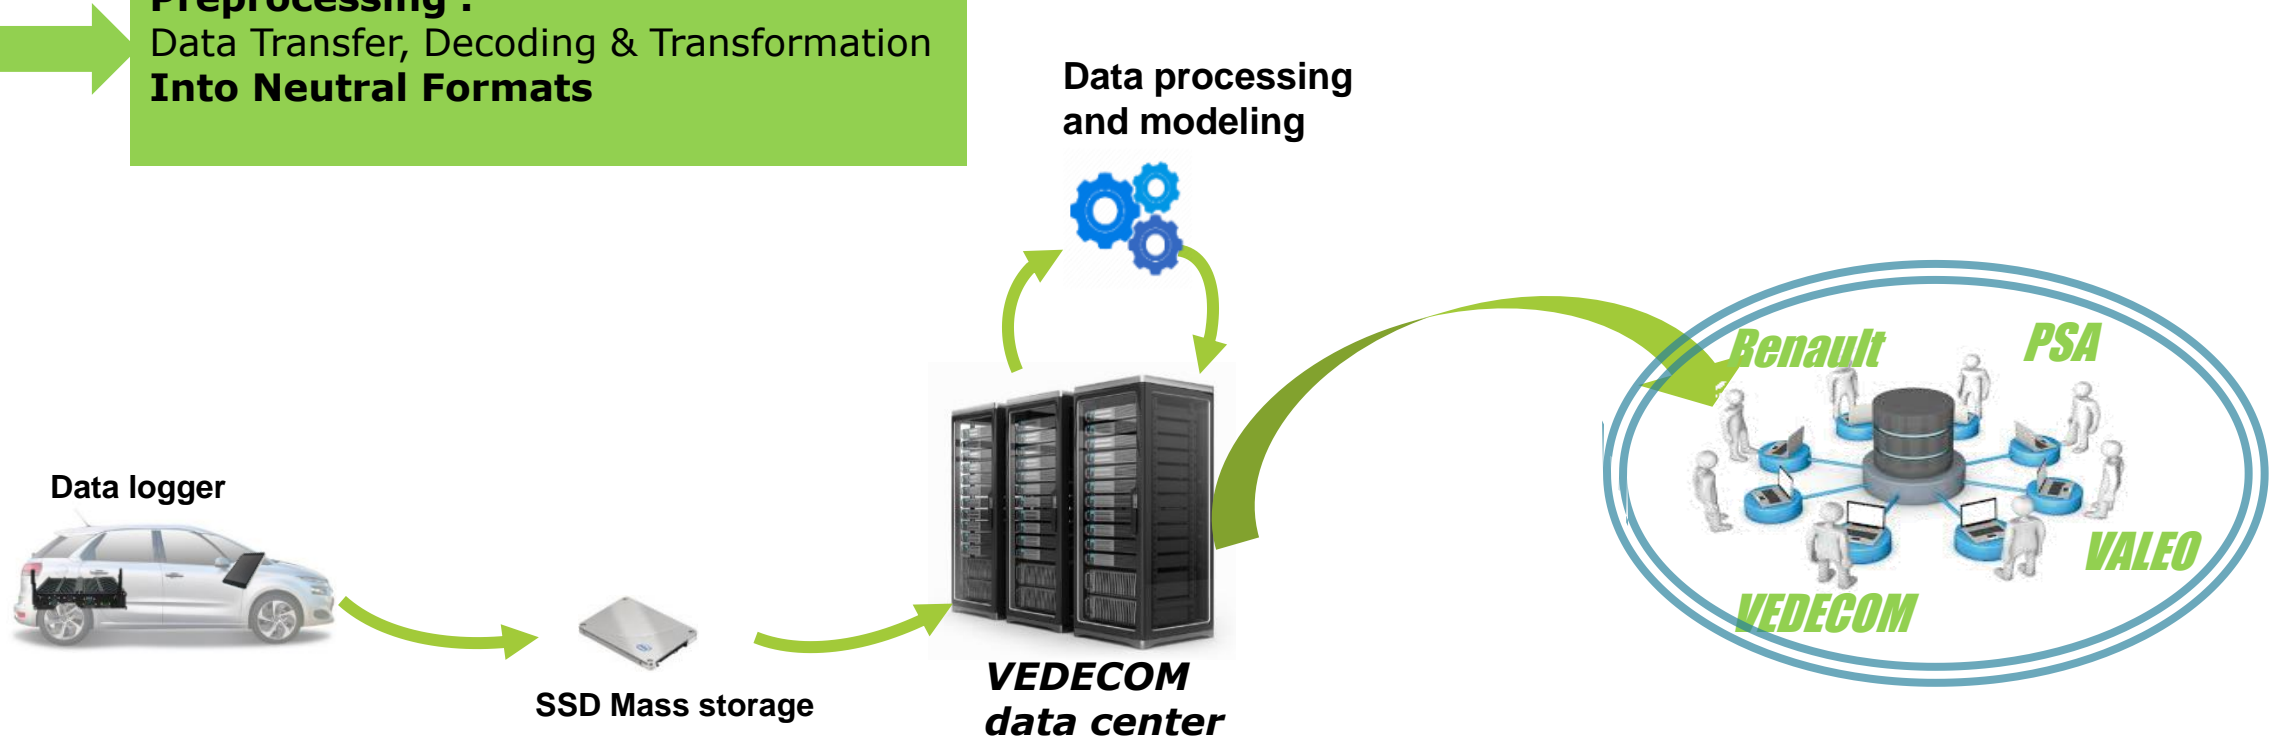 Preprocessing :
Data Transfer, Decoding & Transformation
Into Neutral Formats
Data processing
and modeling
Renault
PSA
Data logger
VALEO
VEDECOM
SSD Mass storage
VEDECOM
data center